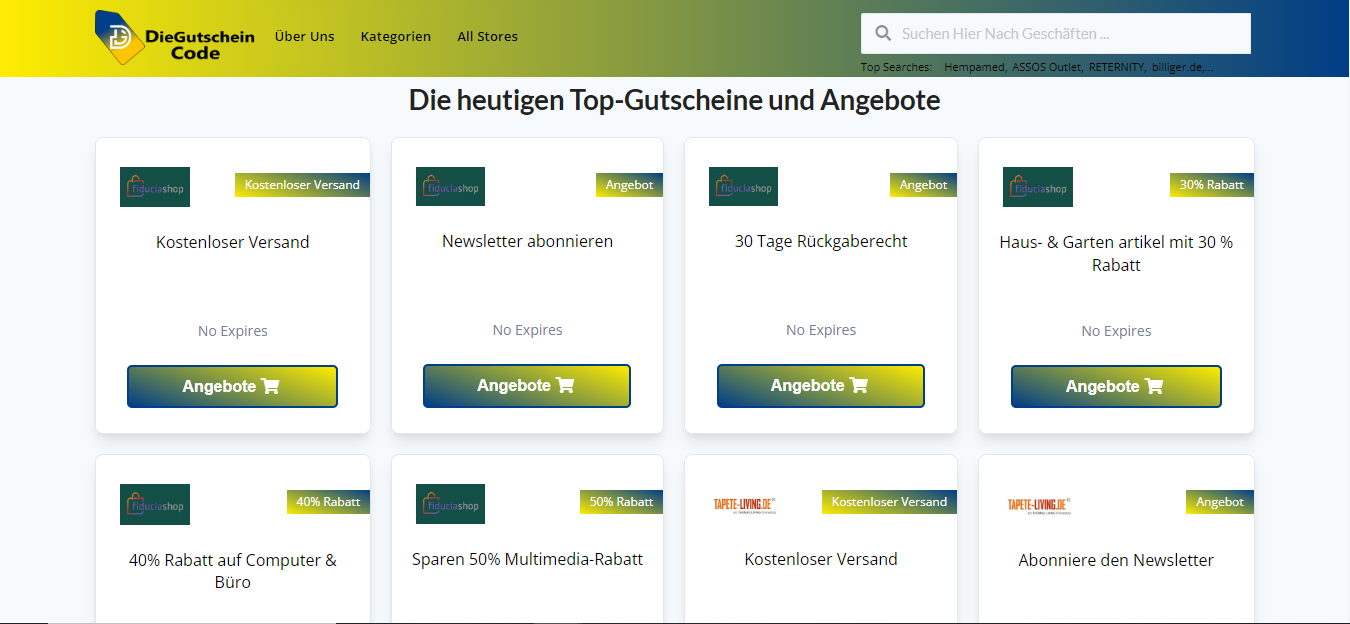 DieGutschein
Code
Über Uns
Kategorien
All Stores
Suchen Hier Nach Geschäften ...
Top Searches: Hempamed, ASSOS Outlet, RETERNITY, billiger.de,...
Die heutigen Top-Gutscheine und Angebote
fiduciashop
Kostenloser Versand
Kostenloser Versand
No Expires
Angebote
fiduciashop
Angebot
Newsletter abonnieren
No Expires
Angebote
fiduciashop
Angebot
30 Tage Rückgaberecht
No Expires
Angebote
fiduciashop
30% Rabatt
Haus- & Garten artikel mit 30 %
Rabatt
No Expires
Angebote
fiduciashop
40% Rabatt
40% Rabatt auf Computer &
Büro
fiduciashop
50% Rabatt
Sparen 50% Multimedia-Rabatt
TAPETE-LIVING.DE
Kostenloser Versand
Kostenloser Versand
TAPETE-LIVING.DE
Angebot
Abonniere den Newsletter